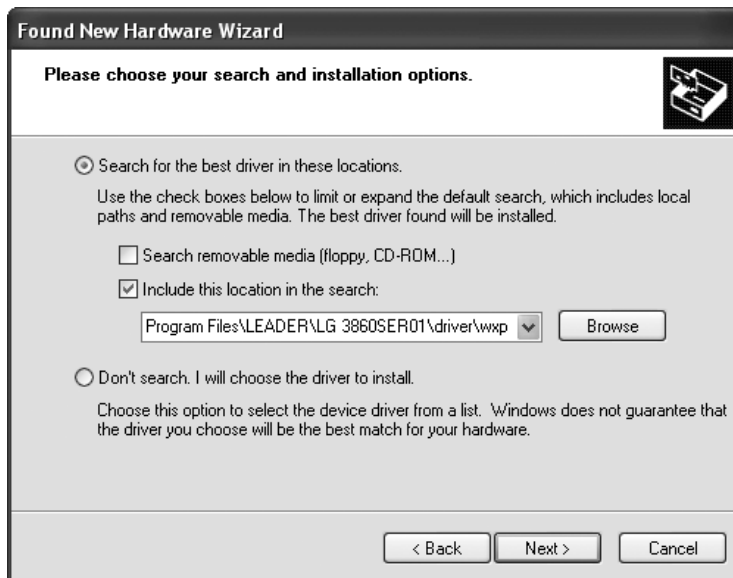 Found New Hardware Wizard
Please choose your search and installation options.
Search for the best driver in these locations.
Use the check boxes below to limit or expand the default search, which includes local
paths and removable media. The best driver found will be installed.
Search removable media (floppy, CD-ROM...)
Include this location in the search:
Program Files\LEADER\LG 3860SER01\driver\wxp
Browse
Don't search. I will choose the driver to install.
Choose this option to select the device driver from a list. Windows does not guarantee that
the driver you choose will be the best match for your hardware.
< Back Next > Cancel